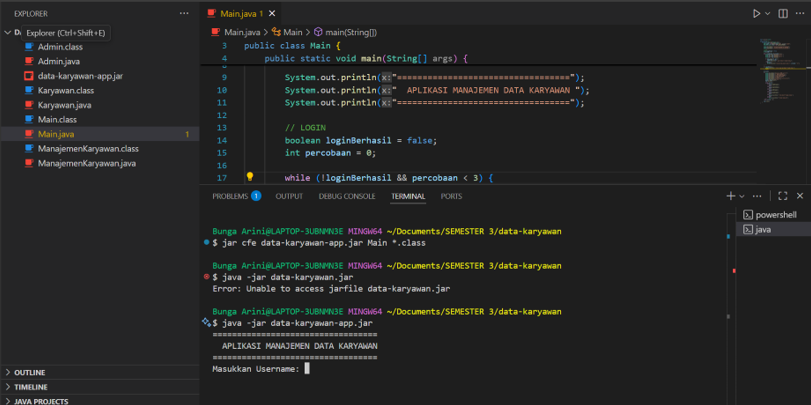 EXPLORER
Explorer (Ctrl+Shift+E)
Admin.class
Admin.java
data-karyawan-app.jar
Karyawan.class
Karyawan.java
Main.class
Main.java 1
ManajemenKaryawan.class
ManajemenKaryawan.java
OUTLINE
TIMELINE
JAVA PROJECTS
Main.java 1
Main.java > Main > main(String[])
3 public class Main {
4 public static void main(String[] args) {
9 System.out.println(x:"==================================");
10 System.out.println(x:"  APLIKASI MANAJEMEN DATA KARYAWAN ");
11 System.out.println(x:"==================================");
12
13 // LOGIN
14 boolean loginBerhasil = false;
15 int percobaan = 0;
16
17 while (!loginBerhasil && percobaan < 3) {
PROBLEMS 1 OUTPUT DEBUG CONSOLE TERMINAL PORTS
powershell
java
Bunga Arini@LAPTOP-3UBNMN3E MINGW64 ~/Documents/SEMESTER 3/data-karyawan
$ jar cfe data-karyawan-app.jar Main *.class
Bunga Arini@LAPTOP-3UBNMN3E MINGW64 ~/Documents/SEMESTER 3/data-karyawan
$ java -jar data-karyawan.jar
Error: Unable to access jarfile data-karyawan.jar
Bunga Arini@LAPTOP-3UBNMN3E MINGW64 ~/Documents/SEMESTER 3/data-karyawan
$ java -jar data-karyawan-app.jar
==================================
APLIKASI MANAJEMEN DATA KARYAWAN
==================================
Masukkan Username: